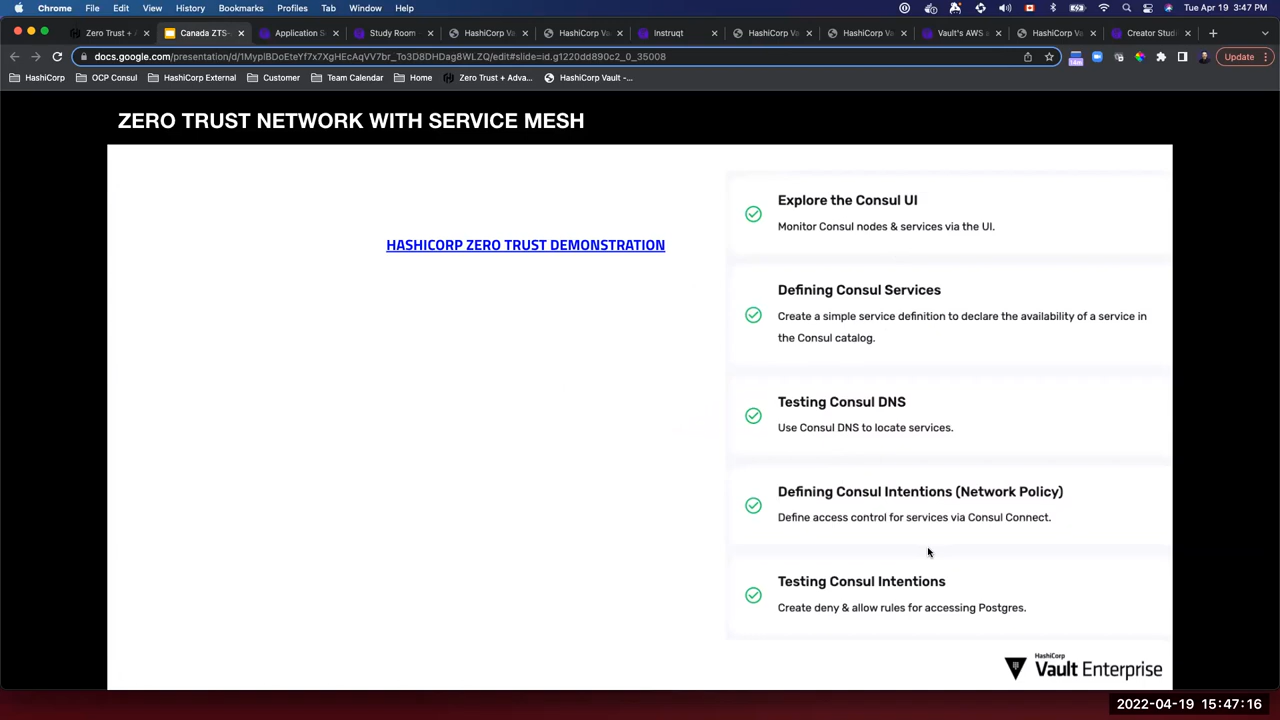 Chrome File Edit View History Bookmarks Profiles Tab Window Help Tue Apr 19 3:47 PM
Zero Trust + Canada ZTS- Application S Study Room - HashiCorp Va HashiCorp Va Instruqt HashiCorp Va HashiCorp Va Vault's AWS a HashiCorp Va Creator Studi
docs.google.com/presentation/d/1MyplBDoEteYf7x7XgHEcAqVV7br_To3D8DHDag8WLZQ/edit#slide=id.g1220dd890c2_0_35008 14m Update
HashiCorp OCP Consul HashiCorp External Customer Team Calendar Home Zero Trust + Adva... HashiCorp Vault -...
ZERO TRUST NETWORK WITH SERVICE MESH
HASHICORP ZERO TRUST DEMONSTRATION
Explore the Consul UI
Monitor Consul nodes & services via the UI.
Defining Consul Services
Create a simple service definition to declare the availability of a service in
the Consul catalog.
Testing Consul DNS
Use Consul DNS to locate services.
Defining Consul Intentions (Network Policy)
Define access control for services via Consul Connect.
Testing Consul Intentions
Create deny & allow rules for accessing Postgres.
HashiCorp
Vault Enterprise
2022-04-19 15:47:16